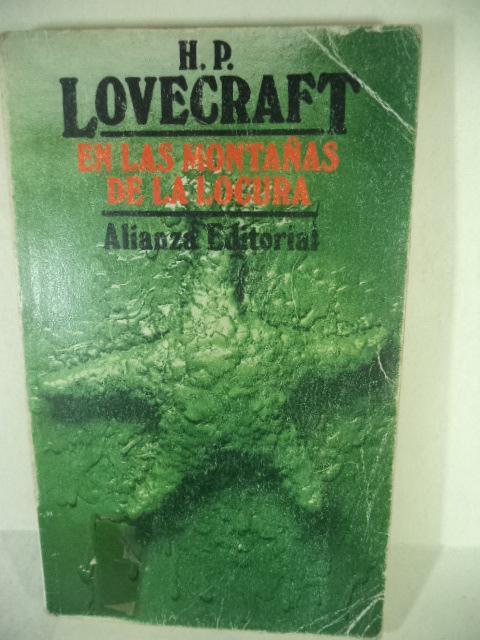 H. P.
LOVECRAFT
EN LAS MONTAÑAS
DE LA LOCURA
Alianza Editorial